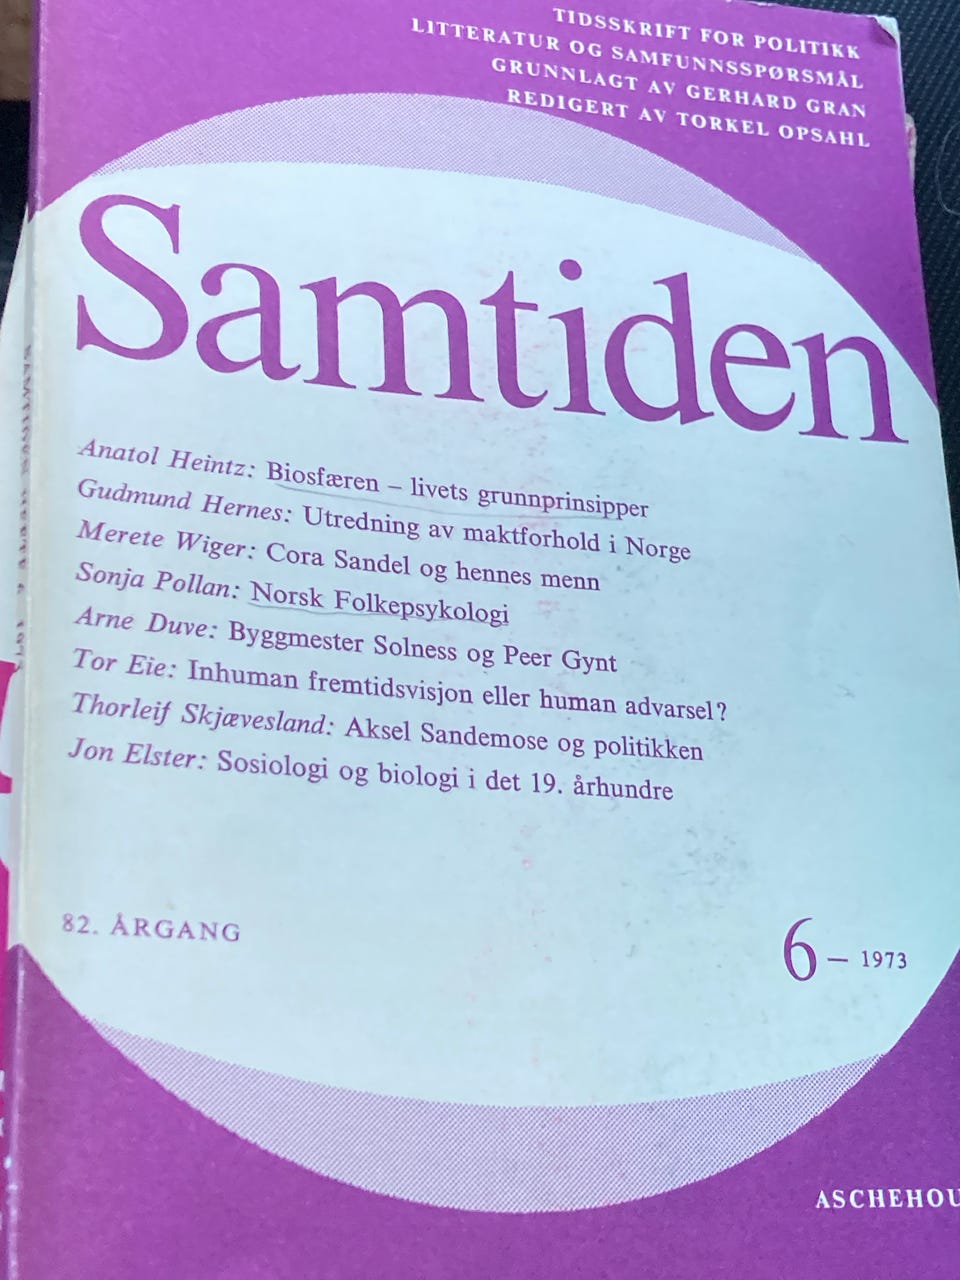 TIDSSKRIFT FOR POLITIKK
LITTERATUR OG SAMFUNNSSPØRSMÅL
GRUNNLAGT AV GERHARD GRAN
REDIGERT AV TORKEL OPSAHL
Samtiden
Anatol Heintz: Biosfæren – livets grunnprinsipper
Gudmund Hernes: Utredning av maktforhold i Norge
Merete Wiger: Cora Sandel og hennes menn
Sonja Pollan: Norsk Folkepsykologi
Arne Duve: Byggmester Solness og Peer Gynt
Tor Eie: Inhuman fremtidsvisjon eller human advarsel?
Thorleif Skjævesland: Aksel Sandemose og politikken
Jon Elster: Sosiologi og biologi i det 19. århundre
82. ÅRGANG
6 – 1973
ASCHEHOU